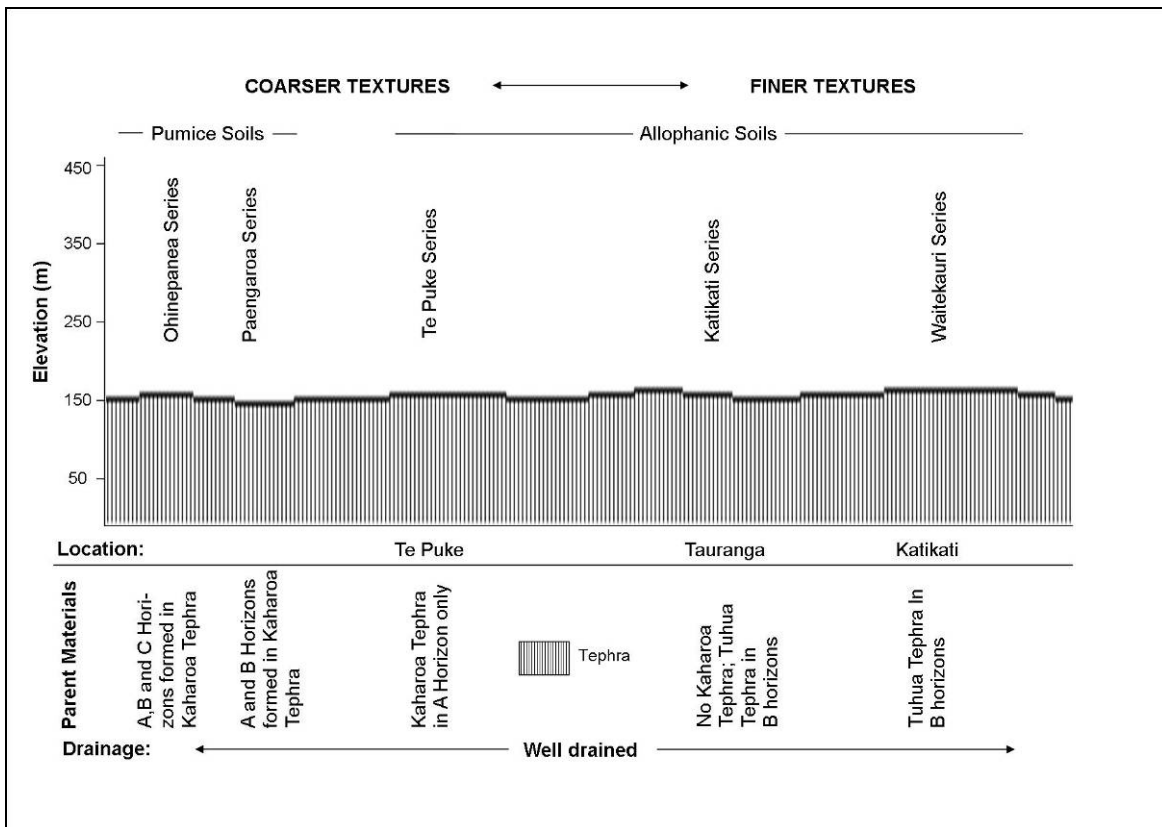 COARSER TEXTURES FINER TEXTURES
Pumice Soils Allophanic Soils
Elevation (m)
450
350
250
150
50
Ohinepanea Series
Paengaroa Series
Te Puke Series
Katikati Series
Waitekauri Series
Location: Te Puke Tauranga Katikati
Parent Materials
A,B and C Hori-
zons formed in
Kaharoa Tephra
A and B Horizons
formed in Kaharoa
Tephra
Kaharoa Tephra
in A Horizon only
Tephra
No Kaharoa
Tephra; Tuhua
Tephra in
B horizons
Tuhua Tephra In
B horizons
Drainage: Well drained